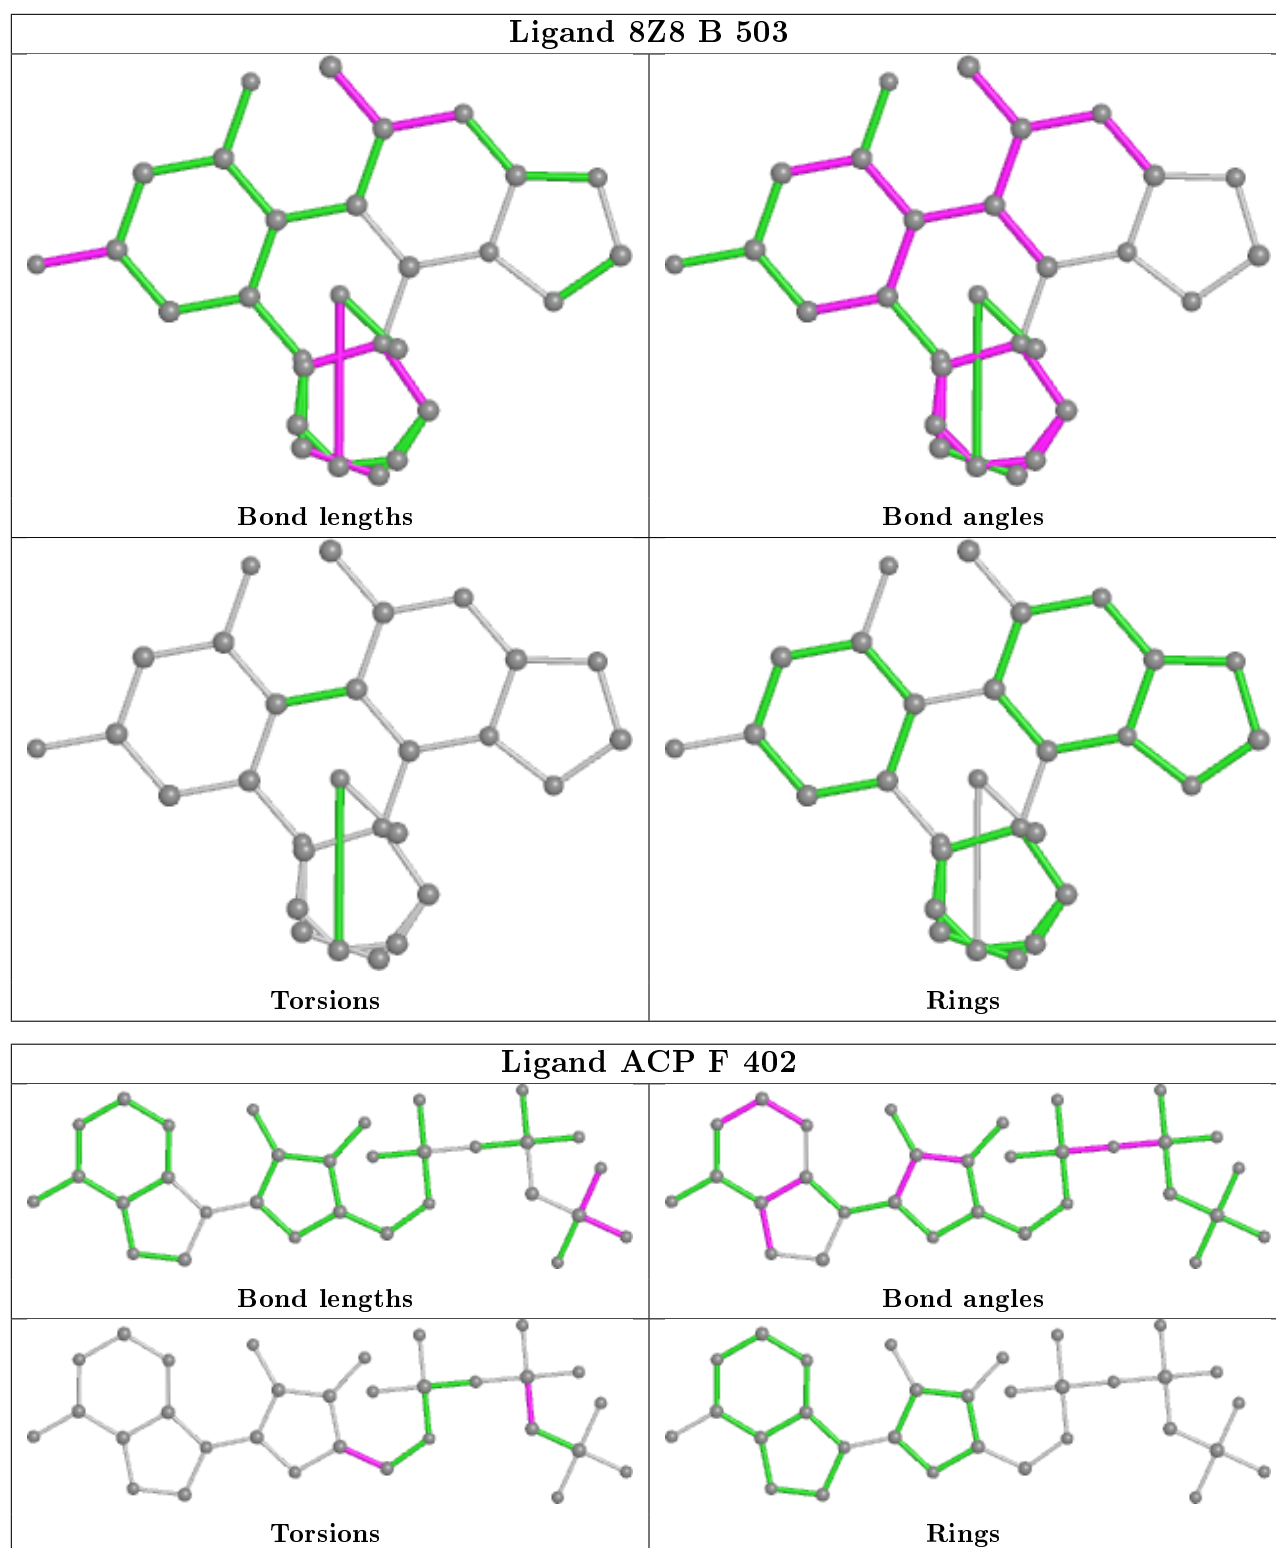 Ligand 8Z8 B 503
Bond lengths
Bond angles
Torsions
Rings
Ligand ACP F 402
Bond lengths
Bond angles
Torsions
Rings